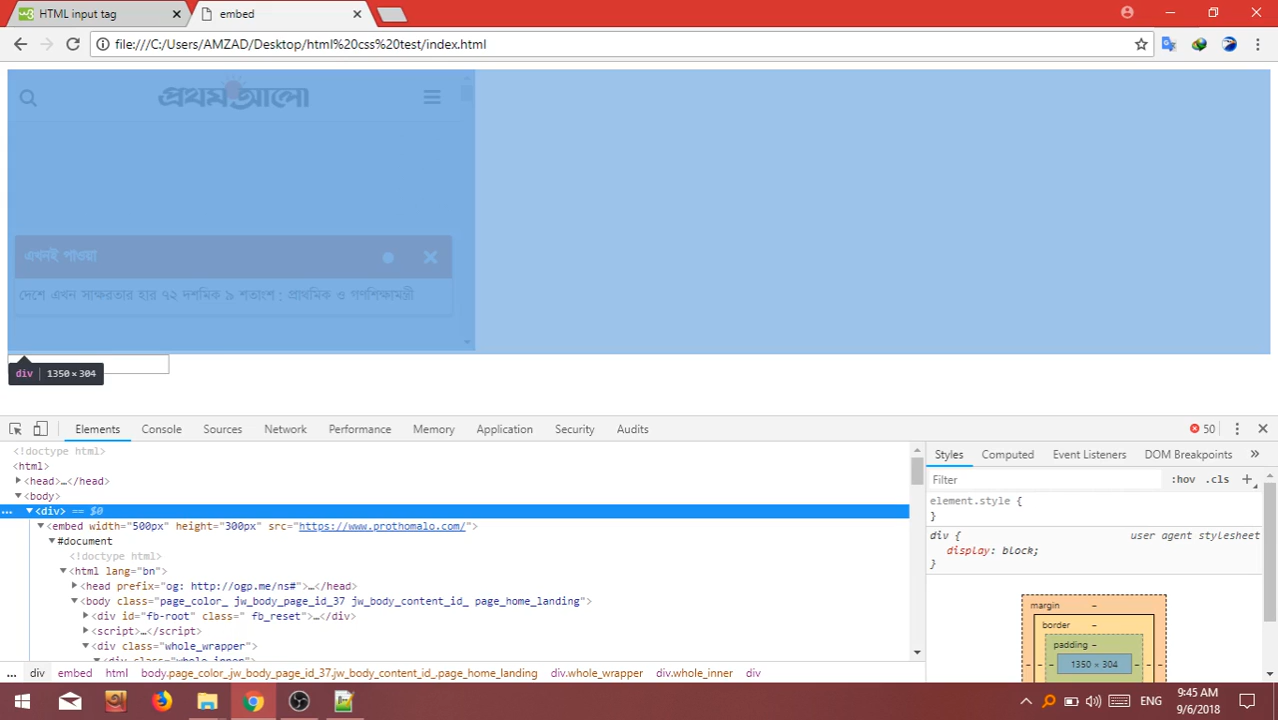 HTML input tag
embed
file:///C:/Users/AMZAD/Desktop/html%20css%20test/index.html
প্রথম আলো
এখনই পাওয়া
দেশে এখন সাক্ষরতার হার ৭২ দশমিক ৯ শতাংশ : প্রাথমিক ও গণশিক্ষামন্ত্রী
div | 1350 × 304
Elements Console Sources Network Performance Memory Application Security Audits 50
<!doctype html>
<html>
<head>…</head>
<body>
... <div> == $0
<embed width="500px" height="300px" src="https://www.prothomalo.com/">
#document
<!doctype html>
<html lang="bn">
<head prefix="og: http://ogp.me/ns#">…</head>
<body class="page_color_ jw_body_page_id_37 jw_body_content_id_ page_home_landing">
<div id="fb-root" class=" fb_reset">…</div>
<script>…</script>
<div class="whole_wrapper">
<div class="whole_inner">
... div embed html body.page_color_.jw_body_page_id_37.jw_body_content_id_.page_home_landing div.whole_wrapper div.whole_inner div
Styles Computed Event Listeners DOM Breakpoints »
Filter :hov .cls +
element.style {
}
div { user agent stylesheet
display: block;
}
margin –
border –
padding –
– – – 1350 × 304 – – –
ENG
9:45 AM
9/6/2018